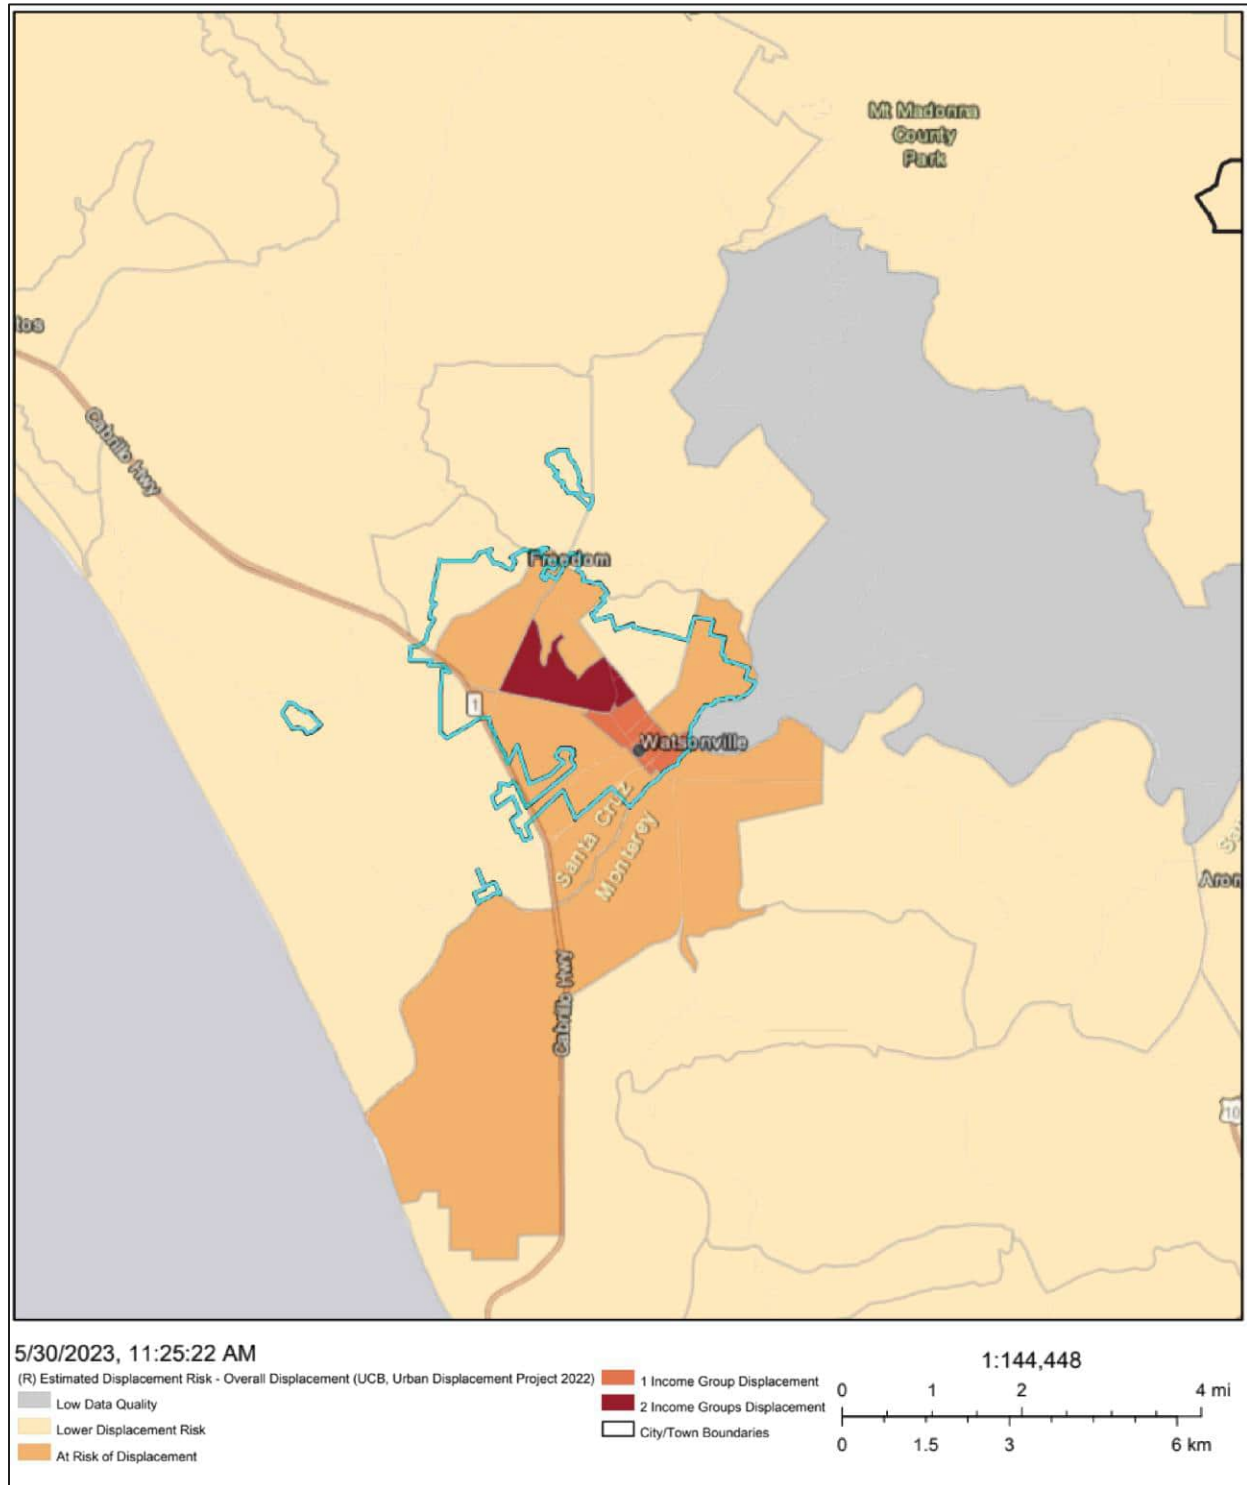 Mt Madonna
County
Park
tos
Cabrillo Hwy
Freedom
1
Watsonville
Santa Cruz
Monterey
Arom
Cabrillo Hwy
10
5/30/2023, 11:25:22 AM
(R) Estimated Displacement Risk - Overall Displacement (UCB, Urban Displacement Project 2022)
Low Data Quality
Lower Displacement Risk
At Risk of Displacement
1 Income Group Displacement
2 Income Groups Displacement
City/Town Boundaries
1:144,448
0 1 2 4 mi
0 1.5 3 6 km